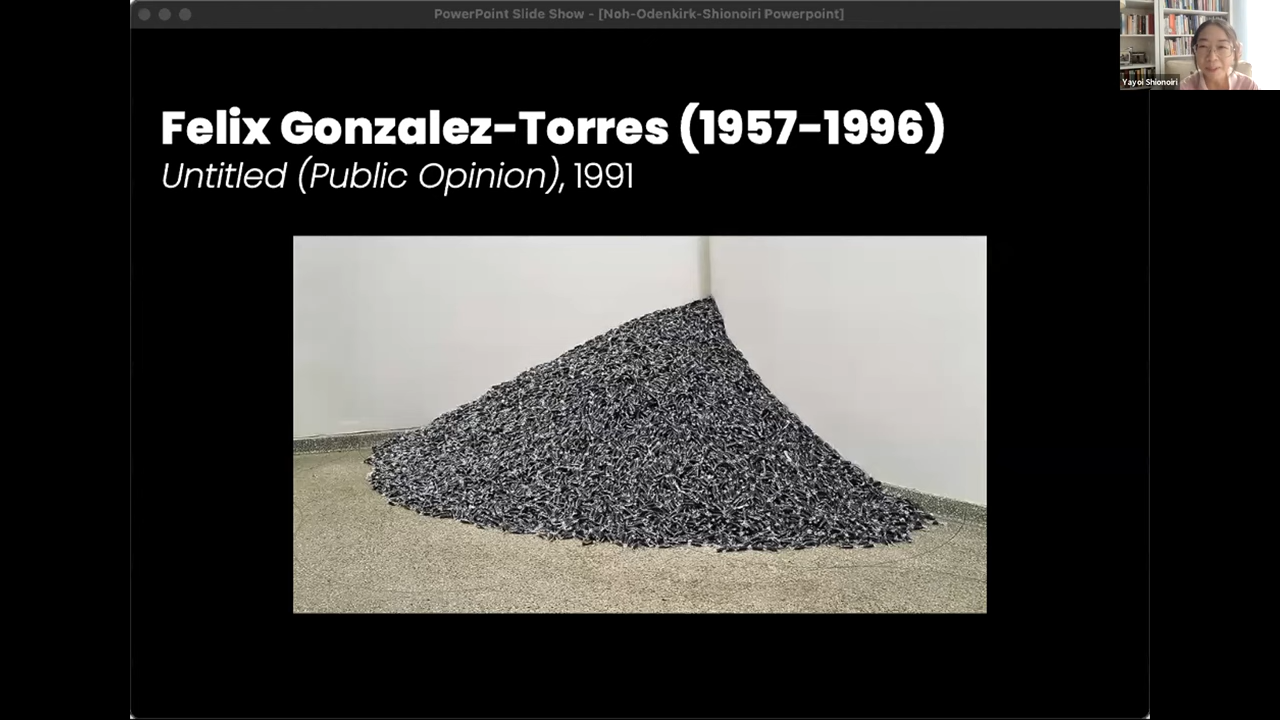 PowerPoint Slide Show - [Noh-Odenkirk-Shionoiri Powerpoint]
Yayoi Shionoiri
Felix Gonzalez-Torres (1957-1996)
Untitled (Public Opinion), 1991